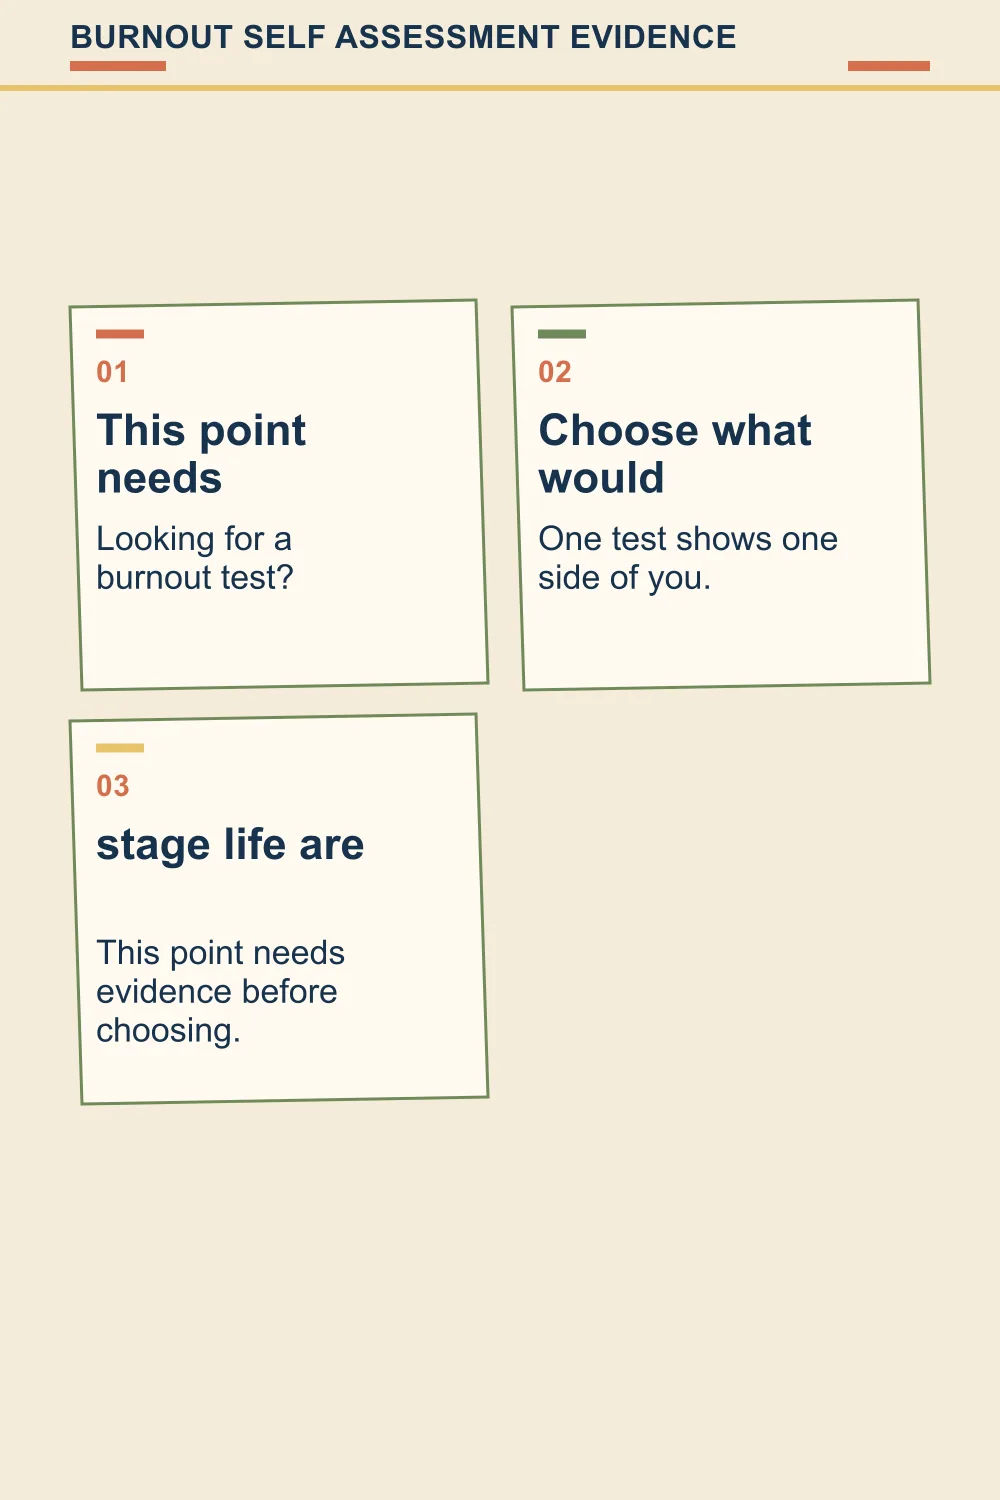 BURNOUT SELF ASSESSMENT EVIDENCE
01
This point
needs
Looking for a
burnout test?
02
Choose what
would
One test shows one
side of you.
03
stage life are
This point needs
evidence before
choosing.